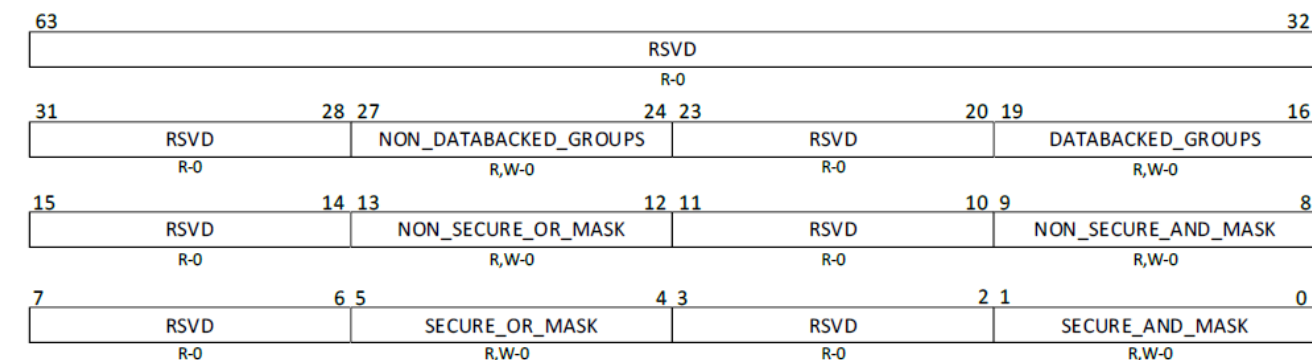 63 32
RSVD
R-0
31 28 27 24 23 20 19 16
RSVD NON_DATABACKED_GROUPS RSVD DATABACKED_GROUPS
R-0 R,W-0 R-0 R,W-0
15 14 13 12 11 10 9 8
RSVD NON_SECURE_OR_MASK RSVD NON_SECURE_AND_MASK
R-0 R,W-0 R-0 R,W-0
7 6 5 4 3 2 1 0
RSVD SECURE_OR_MASK RSVD SECURE_AND_MASK
R-0 R,W-0 R-0 R,W-0